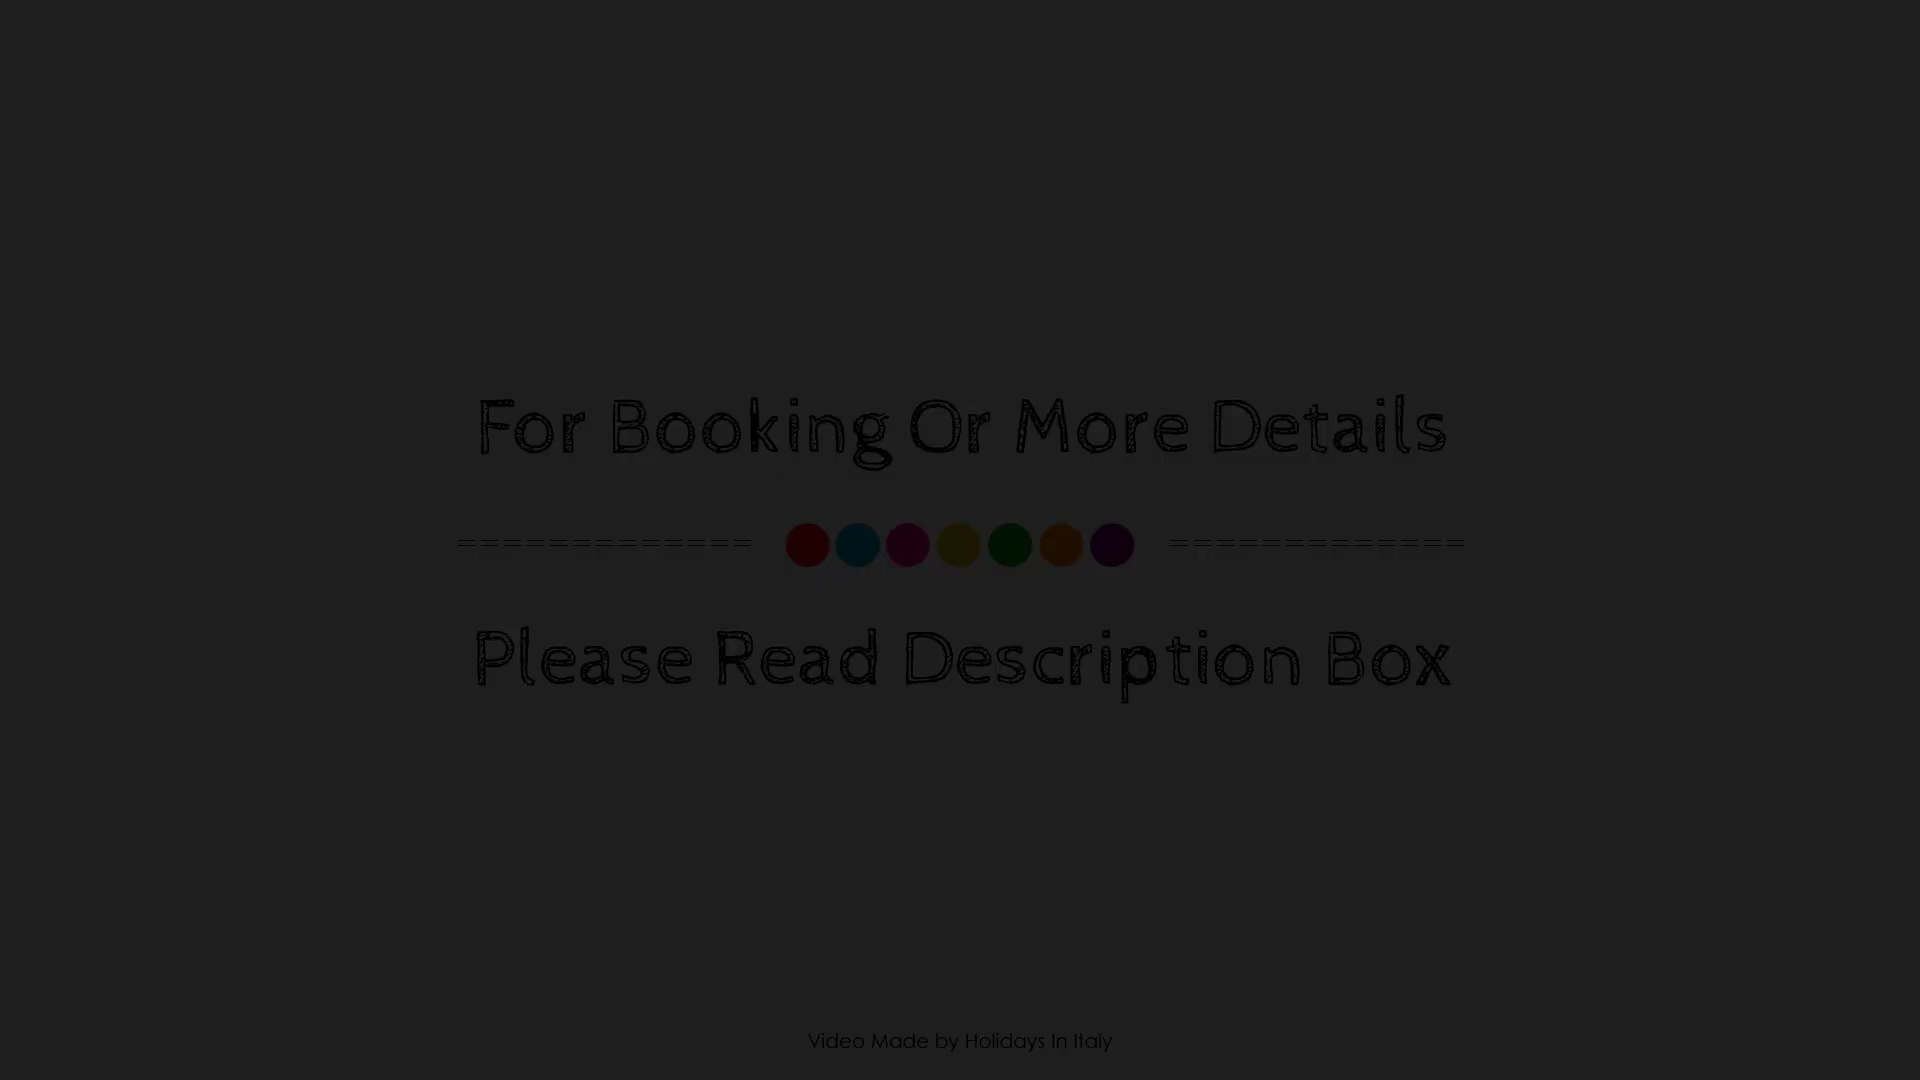 For Booking Or More Details
============= =============
Please Read Description Box
Video Made by Holidays In Italy